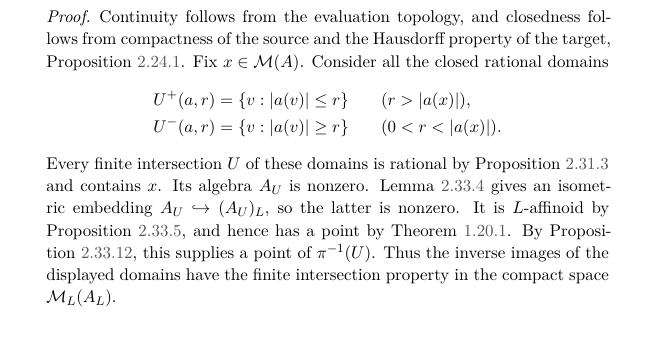 Proof. Continuity follows from the evaluation topology, and closedness fol-
lows from compactness of the source and the Hausdorff property of the target,
Proposition 2.24.1. Fix x ∈ ℳ(A). Consider all the closed rational domains
U⁺(a, r) = {v : |a(v)| ≤ r} (r > |a(x)|),
U⁻(a, r) = {v : |a(v)| ≥ r} (0 < r < |a(x)|).
Every finite intersection U of these domains is rational by Proposition 2.31.3
and contains x. Its algebra A_U is nonzero. Lemma 2.33.4 gives an isomet-
ric embedding A_U ↪ (A_U)_L, so the latter is nonzero. It is L-affinoid by
Proposition 2.33.5, and hence has a point by Theorem 1.20.1. By Proposi-
tion 2.33.12, this supplies a point of π⁻¹(U). Thus the inverse images of the
displayed domains have the finite intersection property in the compact space
ℳ_L(A_L).